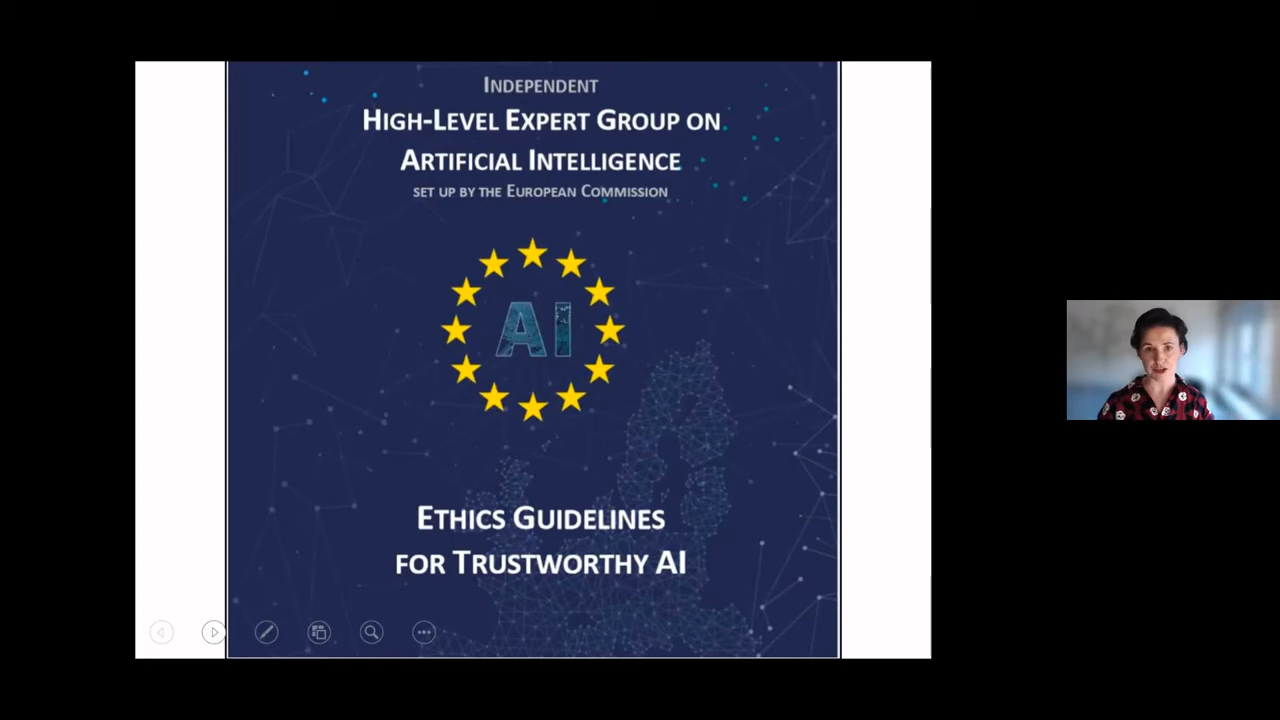 INDEPENDENT
HIGH-LEVEL EXPERT GROUP ON
ARTIFICIAL INTELLIGENCE
SET UP BY THE EUROPEAN COMMISSION
AI
ETHICS GUIDELINES
FOR TRUSTWORTHY AI